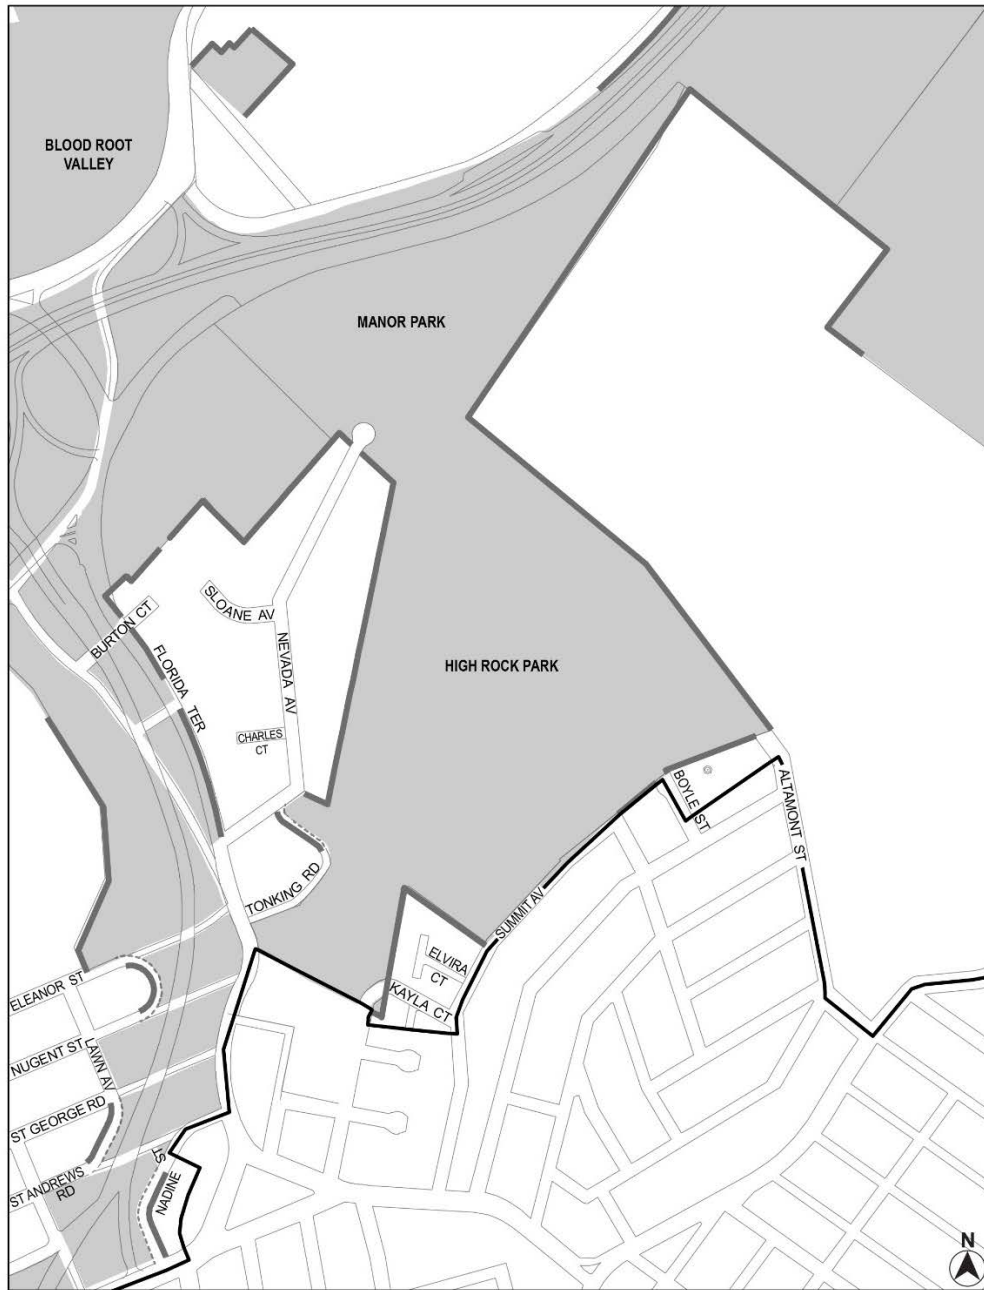 BLOOD ROOT
VALLEY
MANOR PARK
SLOANE AV
BURTON CT
NEVADA AV
FLORIDA TER
HIGH ROCK PARK
CHARLES
CT
BOYLE ST
ALTAMONT ST
TONKING RD
SUMMIT AV
ELVIRA
CT
KAYLA CT
ELEANOR ST
NUGENT ST
LAWN AV
ST GEORGE RD
ST ANDREWS
RD
NADINE
ST
N